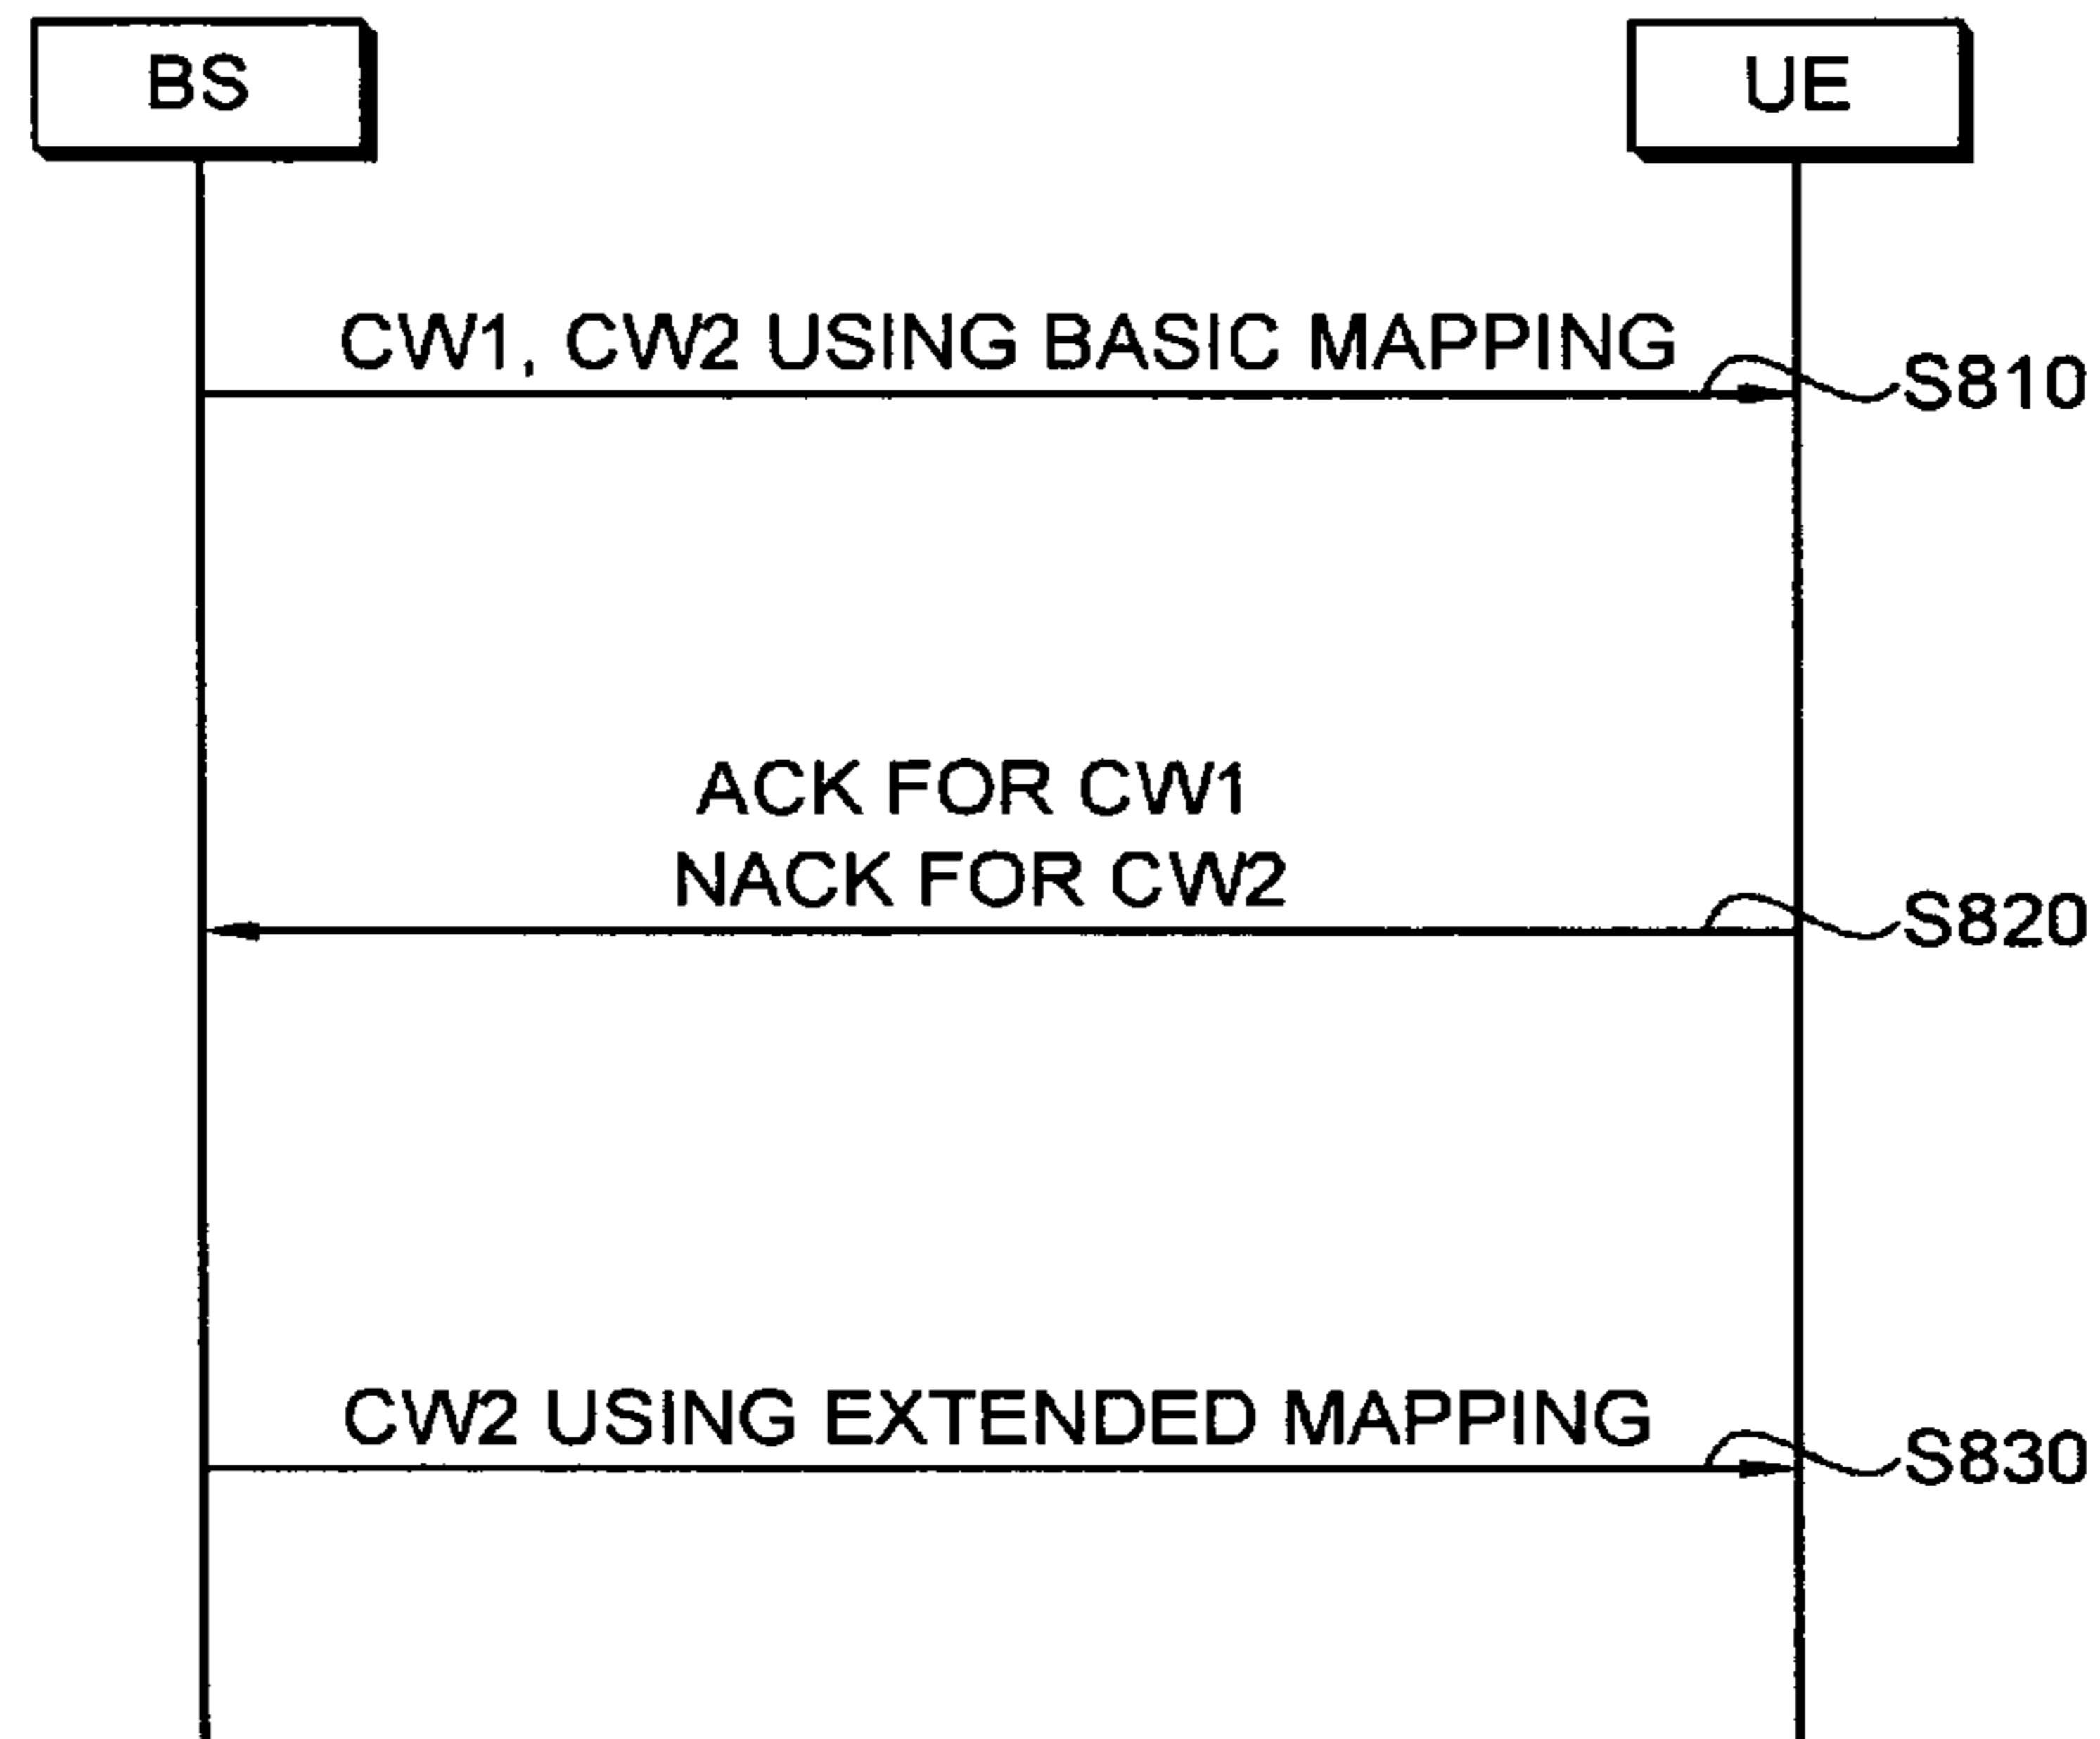 BS
UE
CW1, CW2 USING BASIC MAPPING
S810
ACK FOR CW1
NACK FOR CW2
S820
CW2 USING EXTENDED MAPPING
S830